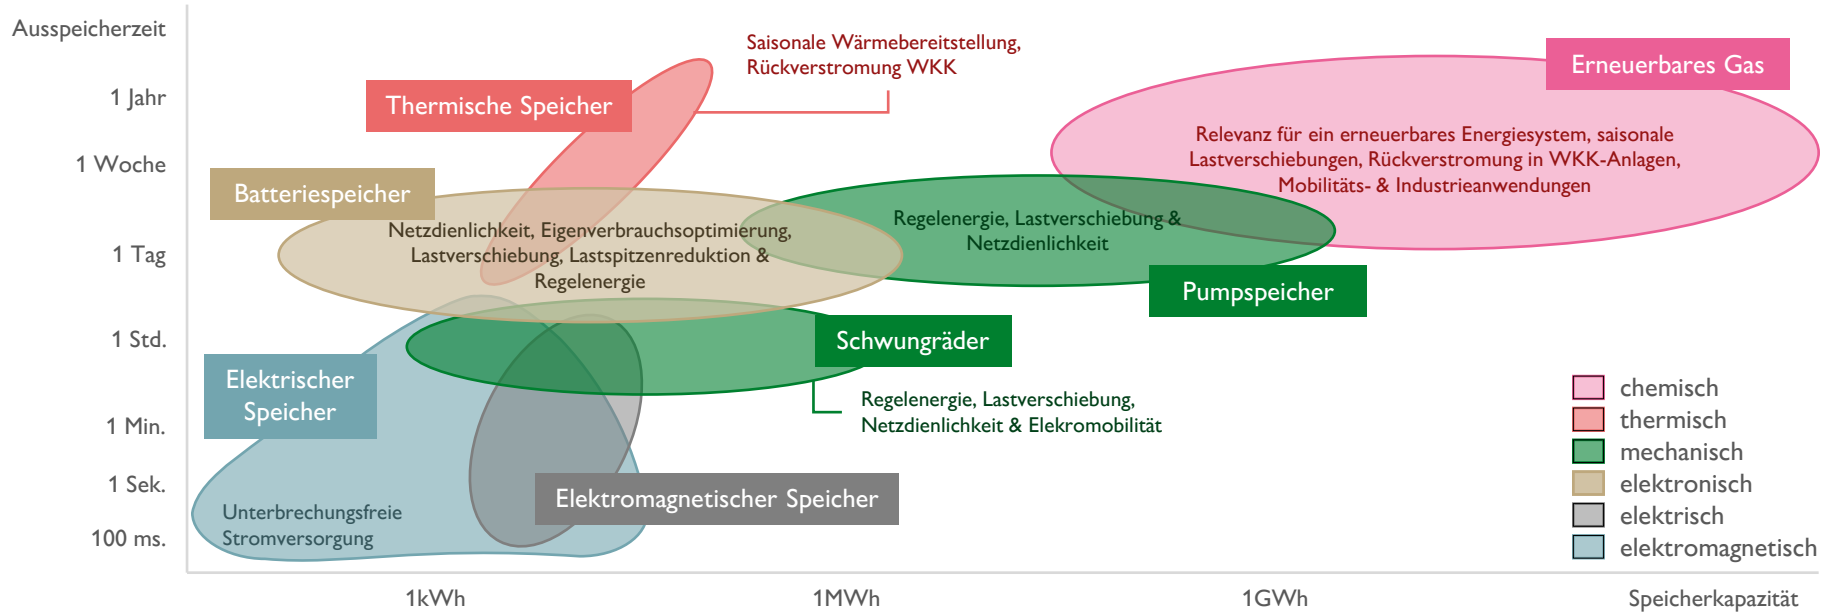 Ausspeicherzeit
1 Jahr
1 Woche
1 Tag
1 Std.
1 Min.
1 Sek.
100 ms.
Thermische Speicher
Saisonale Wärmebereitstellung,
Rückverstromung WKK
Erneuerbares Gas
Relevanz für ein erneuerbares Energiesystem, saisonale
Lastverschiebungen, Rückverstromung in WKK-Anlagen,
Mobilitäts- & Industrieanwendungen
Batteriespeicher
Netzdienlichkeit, Eigenverbrauchsoptimierung,
Lastverschiebung, Lastspitzenreduktion &
Regelenergie
Regelenergie, Lastverschiebung &
Netzdienlichkeit
Pumpspeicher
Schwungräder
Regelenergie, Lastverschiebung,
Netzdienlichkeit & Elekromobilität
Elektrischer
Speicher
Unterbrechungsfreie
Stromversorgung
Elektromagnetischer Speicher
chemisch
thermisch
mechanisch
elektronisch
elektrisch
elektromagnetisch
1kWh
1MWh
1GWh
Speicherkapazität